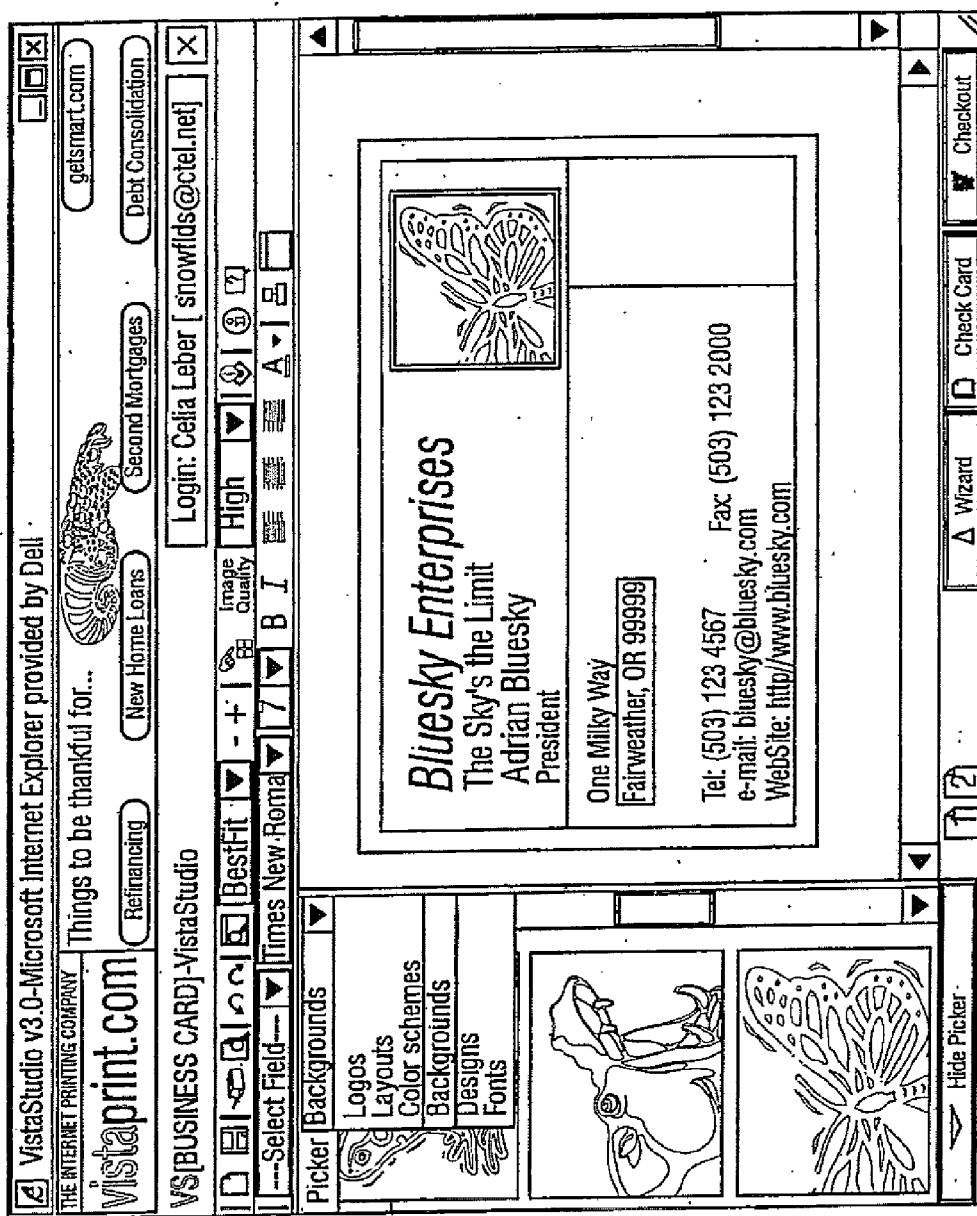 VistaStudio v3.0-Microsoft Internet Explorer provided by Dell
THE INTERNET PRINTING COMPANY
vistaprint.com
Things to be thankful for...
getsmart.com
Refinancing
New Home Loans
Second Mortgages
Debt Consolidation
VS[BUSINESS CARD]-VistaStudio
Login: Celia Leber [ snowflds@ctel.net]
BestFit
- +
Image
Quality
High
---Select Field---
Times New Roma
7
B I
A
Picker
Backgrounds
Logos
Layouts
Color schemes
Backgrounds
Designs
Fonts
Bluesky Enterprises
The Sky's the Limit
Adrian Bluesky
President
One Milky Way
Fairweather, OR 99999
Tel: (503) 123 4567 Fax: (503) 123 2000
e-mail: bluesky@bluesky.com
WebSite: http//www.bluesky.com
Hide Picker
1 2
Wizard
Check Card
Checkout